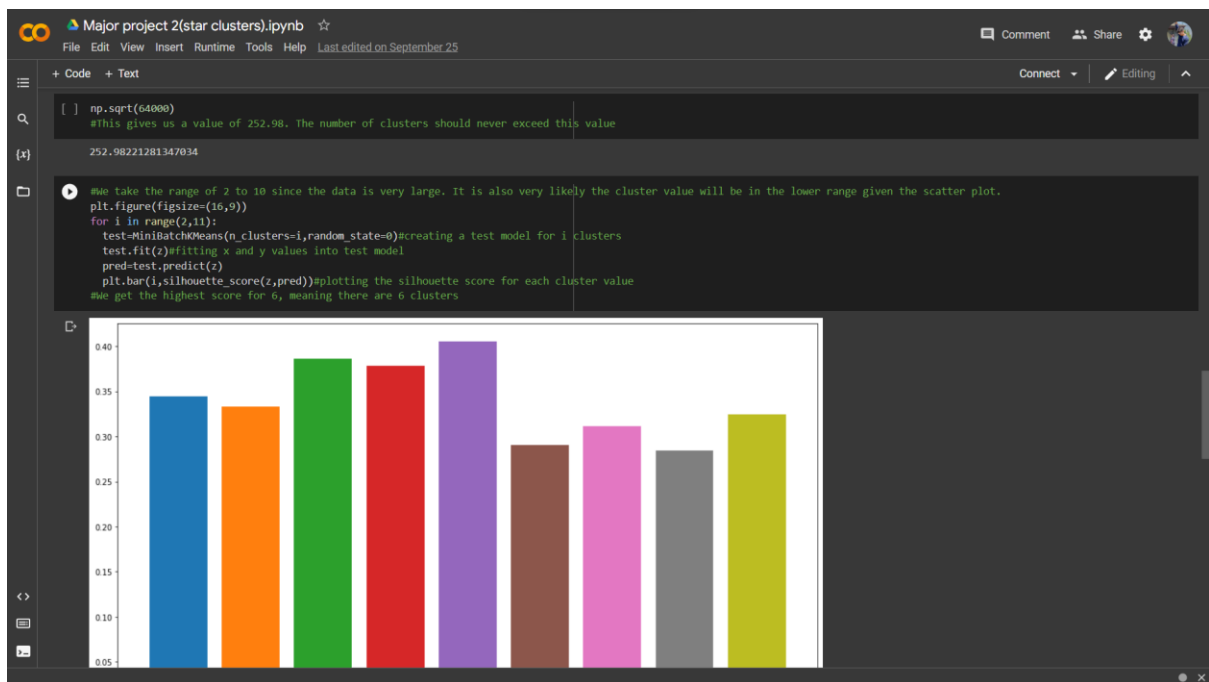 Major project 2(star clusters).ipynb
File Edit View Insert Runtime Tools Help Last edited on September 25
Comment Share
+ Code + Text
Connect Editing
[ ] np.sqrt(64000)
#This gives us a value of 252.98. The number of clusters should never exceed this value
252.98221281347034
{x}
#We take the range of 2 to 10 since the data is very large. It is also very likely the cluster value will be in the lower range given the scatter plot.
plt.figure(figsize=(16,9))
for i in range(2,11):
test=MiniBatchKMeans(n_clusters=i,random_state=0)#creating a test model for i clusters
test.fit(z)#fitting x and y values into test model
pred=test.predict(z)
plt.bar(i,silhouette_score(z,pred))#plotting the silhouette score for each cluster value
#We get the highest score for 6, meaning there are 6 clusters
0.40
0.35
0.30
0.25
0.20
0.15
0.10
0.05